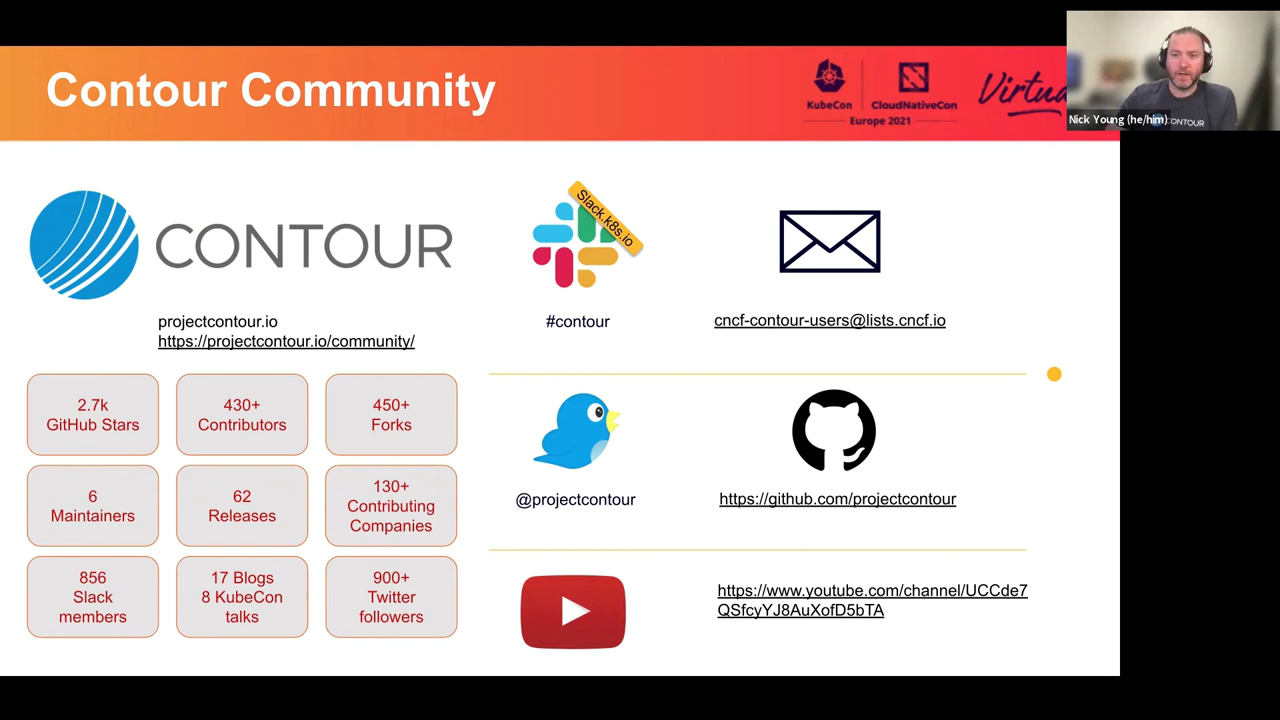 Contour Community
KubeCon
CloudNativeCon
Europe 2021
Virtua
Nick Young (he/him)
CONTOUR
CONTOUR
projectcontour.io
https://projectcontour.io/community/
Slack.k8s.io
#contour
cncf-contour-users@lists.cncf.io
2.7k
GitHub Stars
430+
Contributors
450+
Forks
6
Maintainers
62
Releases
130+
Contributing
Companies
856
Slack
members
17 Blogs
8 KubeCon
talks
900+
Twitter
followers
@projectcontour
https://github.com/projectcontour
https://www.youtube.com/channel/UCCde7
QSfcyYJ8AuXofD5bTA